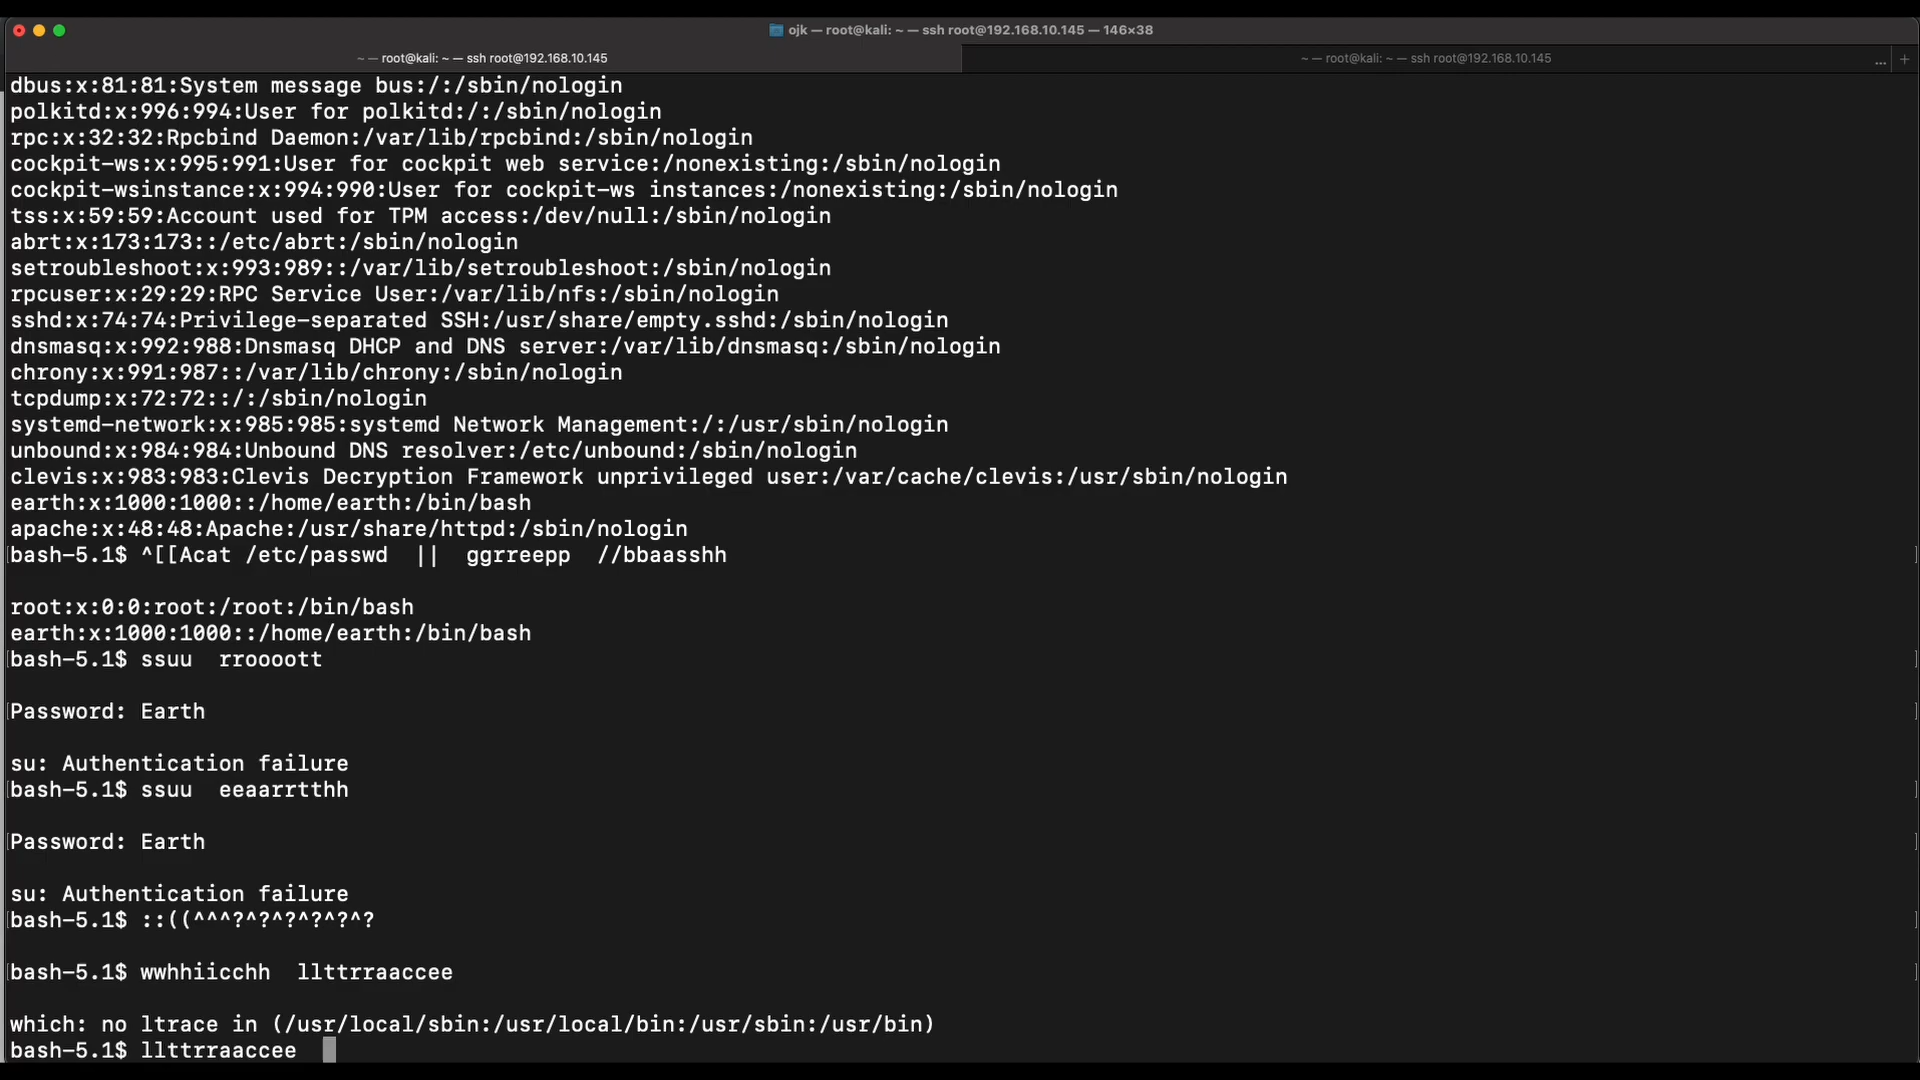 ojk — root@kali: ~ — ssh root@192.168.10.145 — 146×38
~ — root@kali: ~ — ssh root@192.168.10.145
~ — root@kali: ~ — ssh root@192.168.10.145
... +
dbus:x:81:81:System message bus:/:/sbin/nologin
polkitd:x:996:994:User for polkitd:/:/sbin/nologin
rpc:x:32:32:Rpcbind Daemon:/var/lib/rpcbind:/sbin/nologin
cockpit-ws:x:995:991:User for cockpit web service:/nonexisting:/sbin/nologin
cockpit-wsinstance:x:994:990:User for cockpit-ws instances:/nonexisting:/sbin/nologin
tss:x:59:59:Account used for TPM access:/dev/null:/sbin/nologin
abrt:x:173:173::/etc/abrt:/sbin/nologin
setroubleshoot:x:993:989::/var/lib/setroubleshoot:/sbin/nologin
rpcuser:x:29:29:RPC Service User:/var/lib/nfs:/sbin/nologin
sshd:x:74:74:Privilege-separated SSH:/usr/share/empty.sshd:/sbin/nologin
dnsmasq:x:992:988:Dnsmasq DHCP and DNS server:/var/lib/dnsmasq:/sbin/nologin
chrony:x:991:987::/var/lib/chrony:/sbin/nologin
tcpdump:x:72:72::/:/sbin/nologin
systemd-network:x:985:985:systemd Network Management:/:/usr/sbin/nologin
unbound:x:984:984:Unbound DNS resolver:/etc/unbound:/sbin/nologin
clevis:x:983:983:Clevis Decryption Framework unprivileged user:/var/cache/clevis:/usr/sbin/nologin
earth:x:1000:1000::/home/earth:/bin/bash
apache:x:48:48:Apache:/usr/share/httpd:/sbin/nologin
[bash-5.1$ ^[[Acat /etc/passwd  ||  ggrreepp  //bbaasshh ]
root:x:0:0:root:/root:/bin/bash
earth:x:1000:1000::/home/earth:/bin/bash
[bash-5.1$ ssuu  rroooott ]
[Password: Earth ]
su: Authentication failure
[bash-5.1$ ssuu  eeaarrtthh ]
[Password: Earth ]
su: Authentication failure
[bash-5.1$ ::((^^^?^?^?^?^?^? ]
[bash-5.1$ wwhhiicchh  llttrraaccee ]
which: no ltrace in (/usr/local/sbin:/usr/local/bin:/usr/sbin:/usr/bin)
bash-5.1$ llttrraaccee